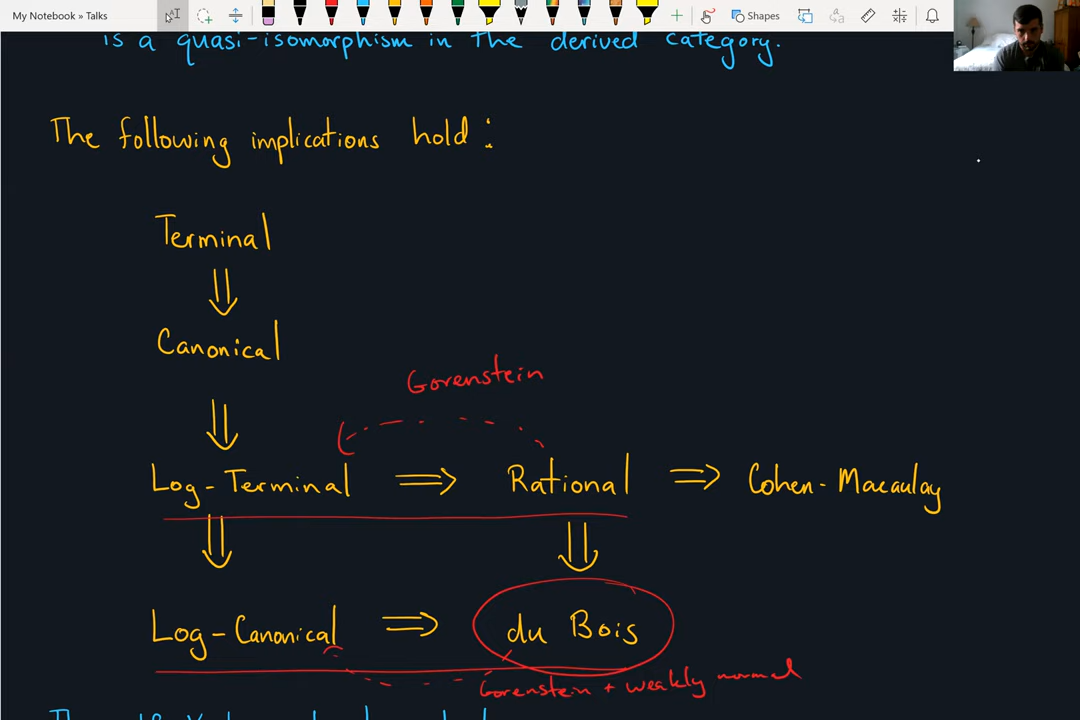 My Notebook » Talks
Shapes
is a quasi-isomorphism in the derived category.
The following implications hold:
Terminal
⇓
Canonical
Gorenstein
⇓
Log-Terminal ⇒ Rational ⇒ Cohen-Macaulay
⇓ ⇓
Log-Canonical ⇒ du Bois
Gorenstein + weakly normal